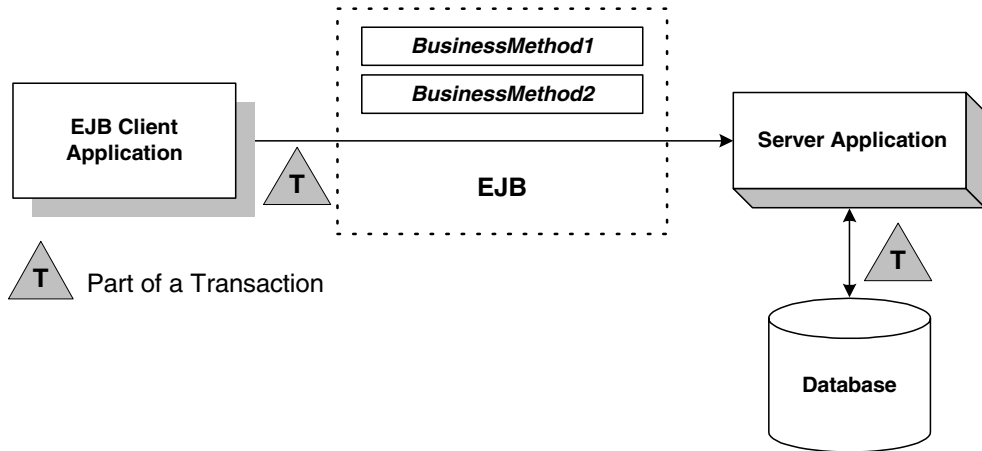 BusinessMethod1
BusinessMethod2
EJB Client
Application
Server Application
T
EJB
T
T
Part of a Transaction
Database